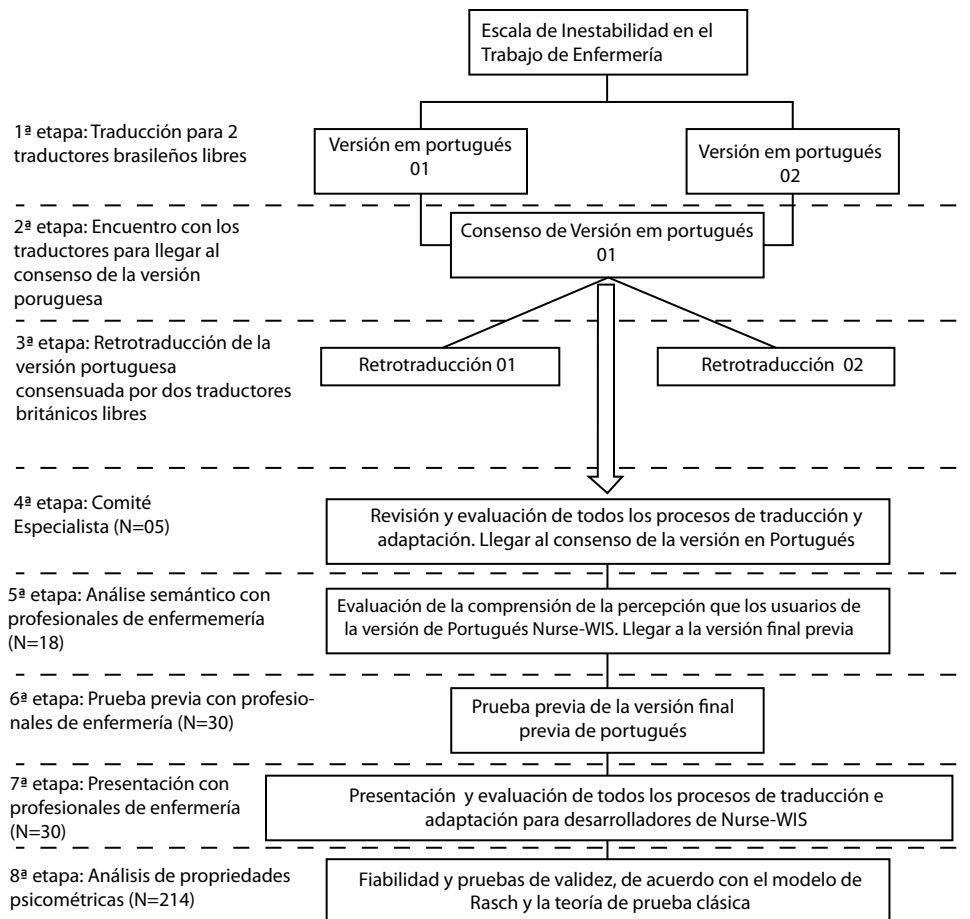 Escala de Inestabilidad en el
Trabajo de Enfermería
1ª etapa: Traducción para 2
traductores brasileños libres
Versión em portugués
01
Versión em portugués
02
2ª etapa: Encuentro con los
traductores para llegar al
consenso de la versión
poruguesa
Consenso de Versión em portugués
01
3ª etapa: Retrotraducción de la
versión portuguesa
consensuada por dos traductores
británicos libres
Retrotraducción 01
Retrotraducción 02
4ª etapa: Comité
Especialista (N=05)
Revisión y evaluación de todos los procesos de traducción y
adaptación. Llegar al consenso de la versión en Portugués
5ª etapa: Análise semántico con
profesionales de enfermemería
(N=18)
Evaluación de la comprensión de la percepción que los usuarios de
la versión de Portugués Nurse-WIS. Llegar a la versión final previa
6ª etapa: Prueba previa con profesio-
nales de enfermería (N=30)
Prueba previa de la versión final
previa de portugués
7ª etapa: Presentación con
profesionales de enfermería
(N=30)
Presentación y evaluación de todos los procesos de traducción e
adaptación para desarrolladores de Nurse-WIS
8ª etapa: Análisis de propriedades
psicométricas (N=214)
Fiabilidad y pruebas de validez, de acuerdo con el modelo de
Rasch y la teoría de prueba clásica